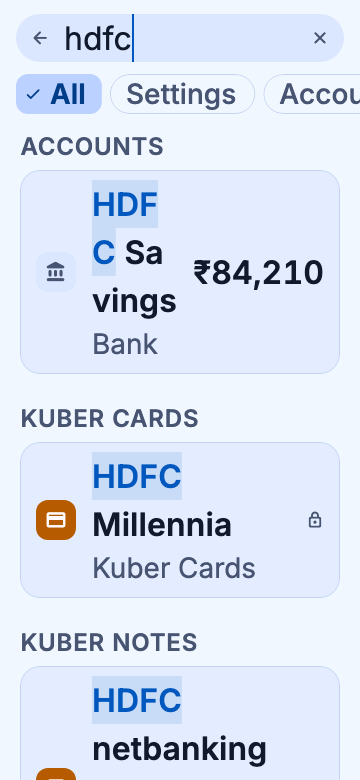 hdfc
All Settings Accou
ACCOUNTS
HDF
C Sa
vings
₹84,210
Bank
KUBER CARDS
HDFC
Millennia
Kuber Cards
KUBER NOTES
HDFC
netbanking